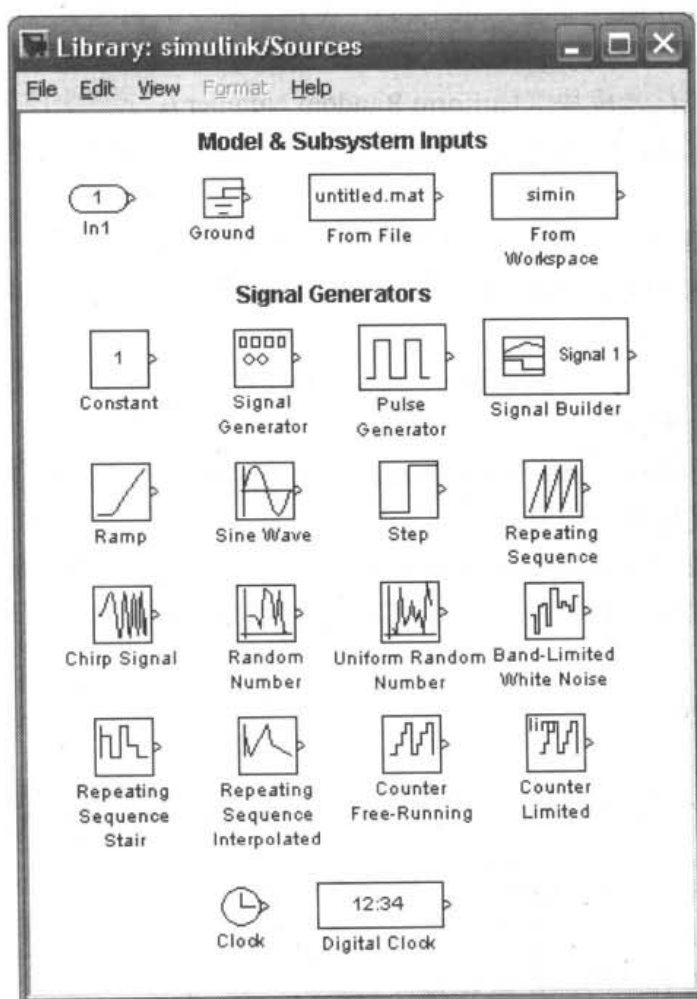 Library: simulink/Sources
File Edit View Format Help
Model & Subsystem Inputs
1
untitled.mat
simin
In1
Ground
From File
From
Workspace
Signal Generators
1
Signal 1
Constant
Signal
Generator
Pulse
Generator
Signal Builder
Ramp
Sine Wave
Step
Repeating
Sequence
Chirp Signal
Random
Number
Uniform Random
Number
Band-Limited
White Noise
lim
Repeating
Sequence
Stair
Repeating
Sequence
Interpolated
Counter
Free-Running
Counter
Limited
12:34
Clock
Digital Clock